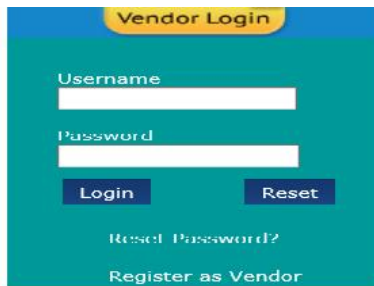 Vendor Login
Username
Password
Login Reset
Reset Password?
Register as Vendor